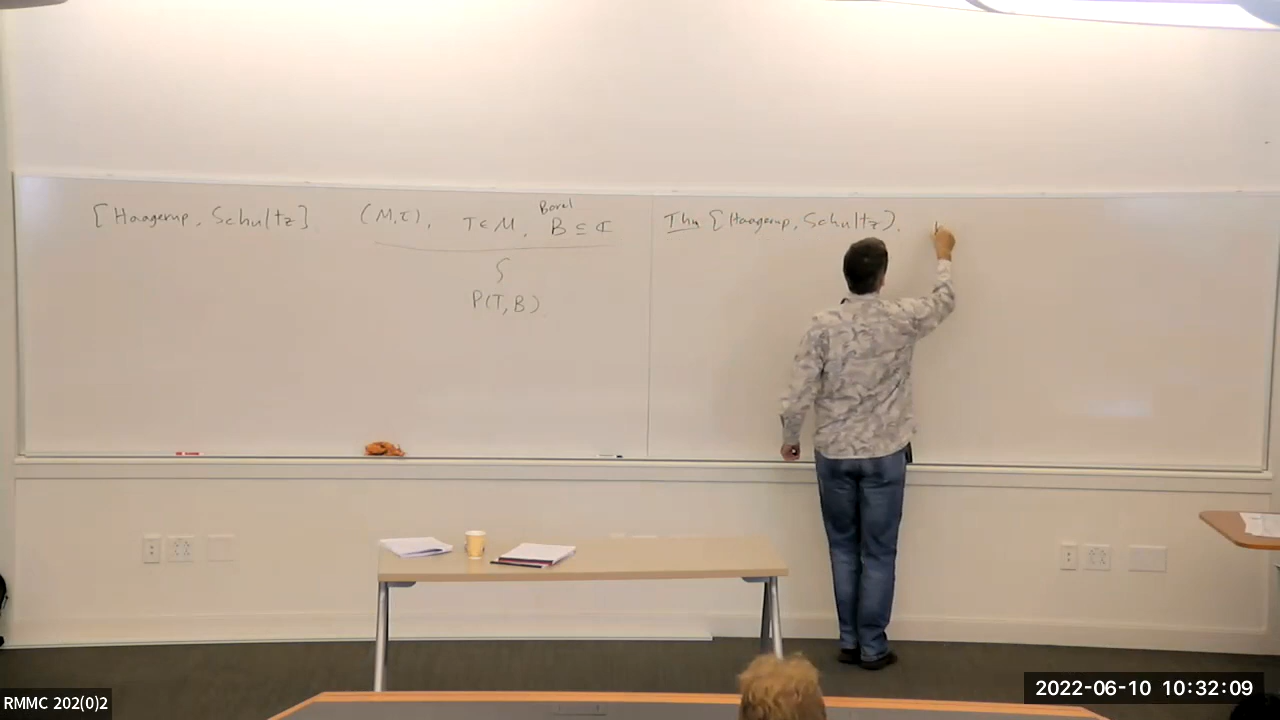 [Haagerup, Schultz] (M,τ), T∈M, Borel B⊆ℂ
P(T,B)
Thm [Haagerup, Schultz].
RMMC 202(0)2
2022-06-10 10:32:09